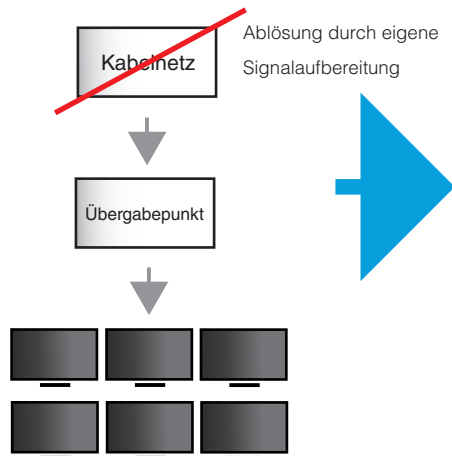 Kabelnetz
Ablösung durch eigene
Signalaufbereitung
Übergabepunkt